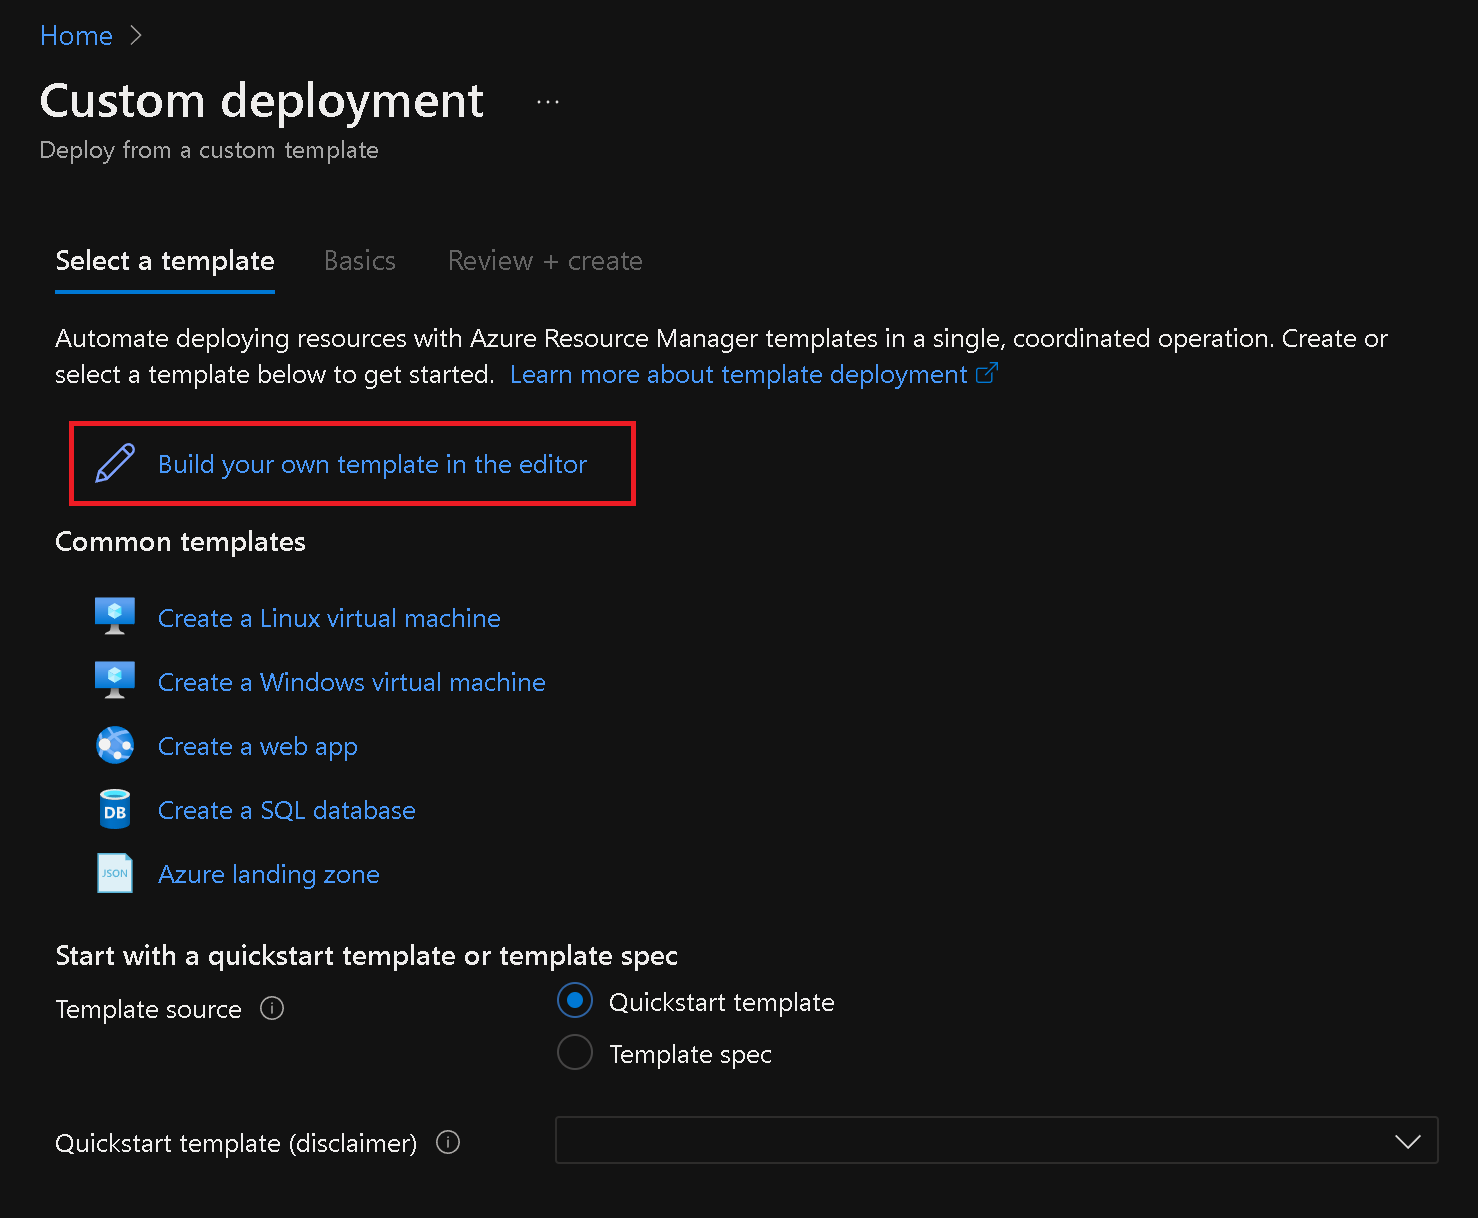 Home
Custom deployment ...
Deploy from a custom template
Select a template Basics Review + create
Automate deploying resources with Azure Resource Manager templates in a single, coordinated operation. Create or
select a template below to get started. Learn more about template deployment
Build your own template in the editor
Common templates
Create a Linux virtual machine
Create a Windows virtual machine
Create a web app
DB Create a SQL database
JSON Azure landing zone
Start with a quickstart template or template spec
Template source
Quickstart template
Template spec
Quickstart template (disclaimer)